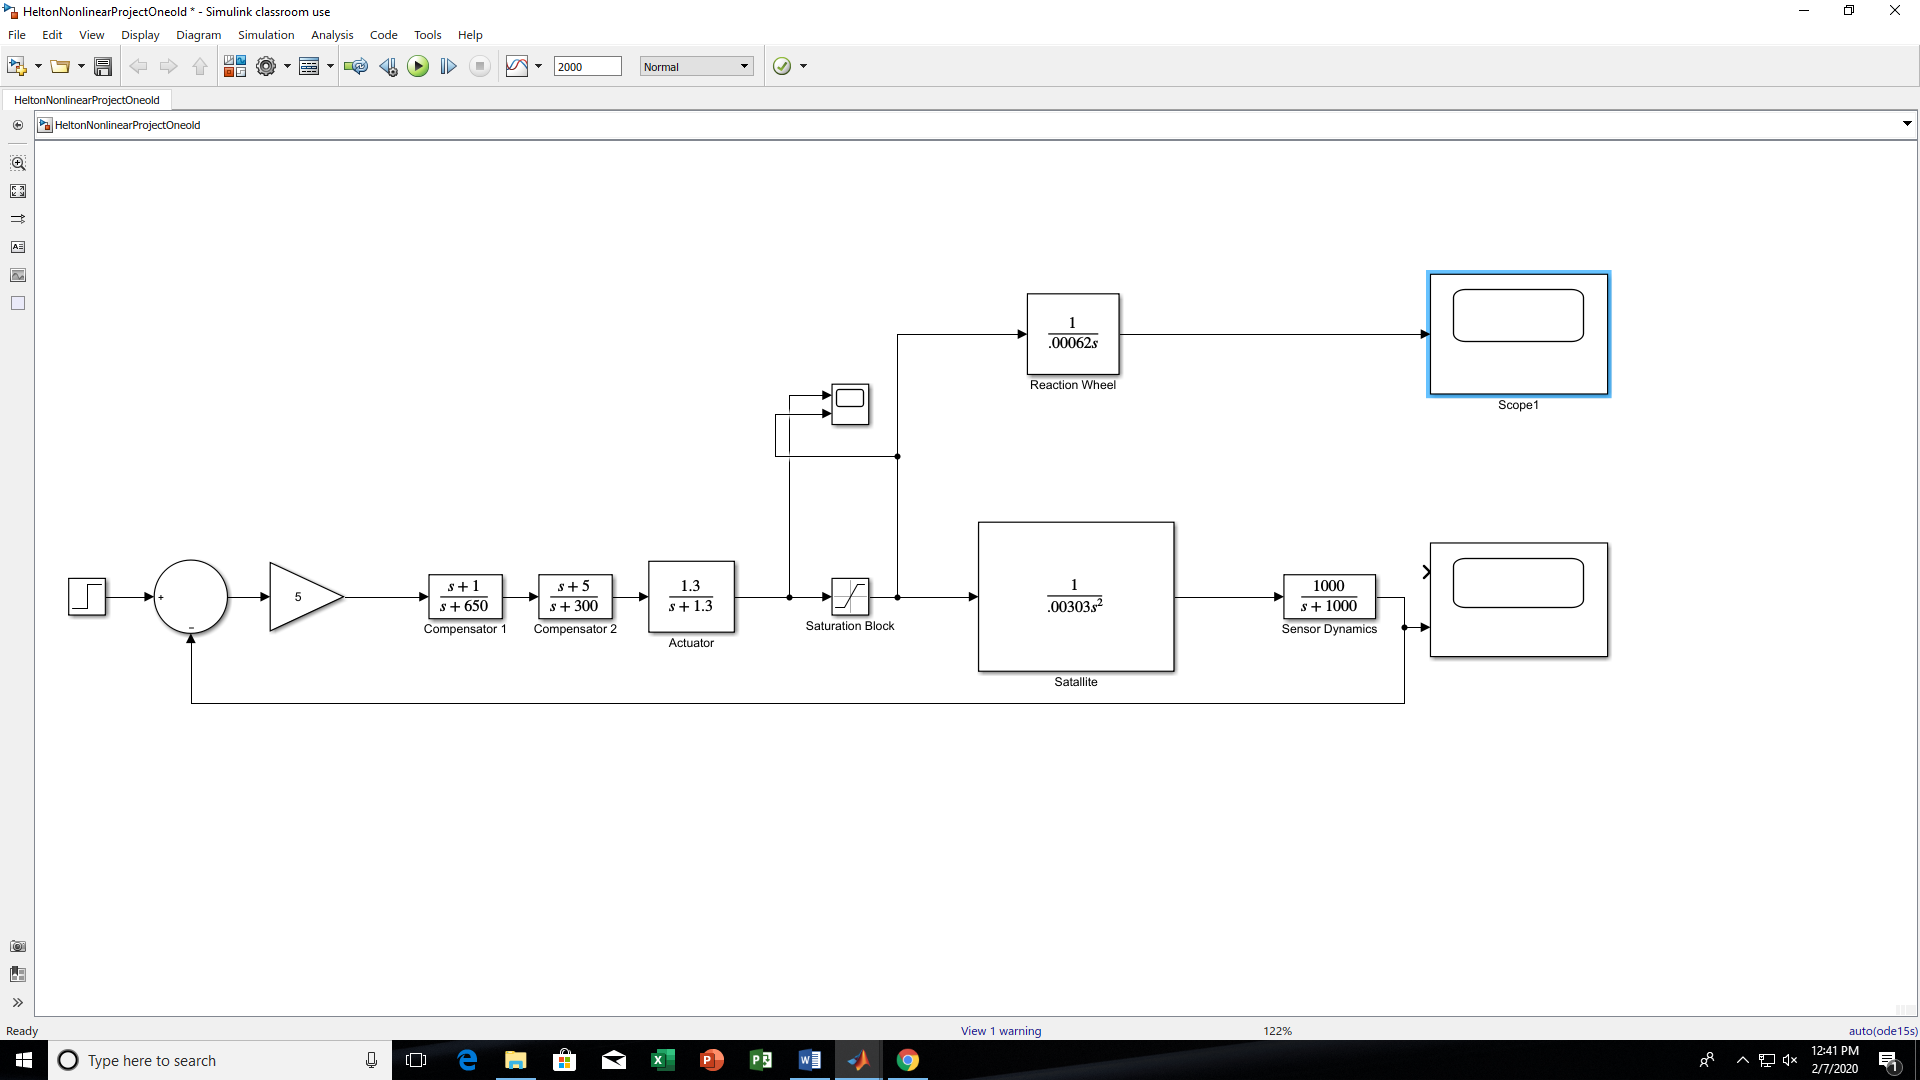 HeltonNonlinearProjectOneold * - Simulink classroom use
File Edit View Display Diagram Simulation Analysis Code Tools Help
2000 Normal
HeltonNonlinearProjectOneold
HeltonNonlinearProjectOneold
1
.00062s
Reaction Wheel
Scope1
+
−
5
s + 1
s + 650
Compensator 1
s + 5
s + 300
Compensator 2
1.3
s + 1.3
Actuator
Saturation Block
1
.00303s²
Satallite
1000
s + 1000
Sensor Dynamics
Ready View 1 warning 122% auto(ode15s)
Type here to search
12:41 PM
2/7/2020
1